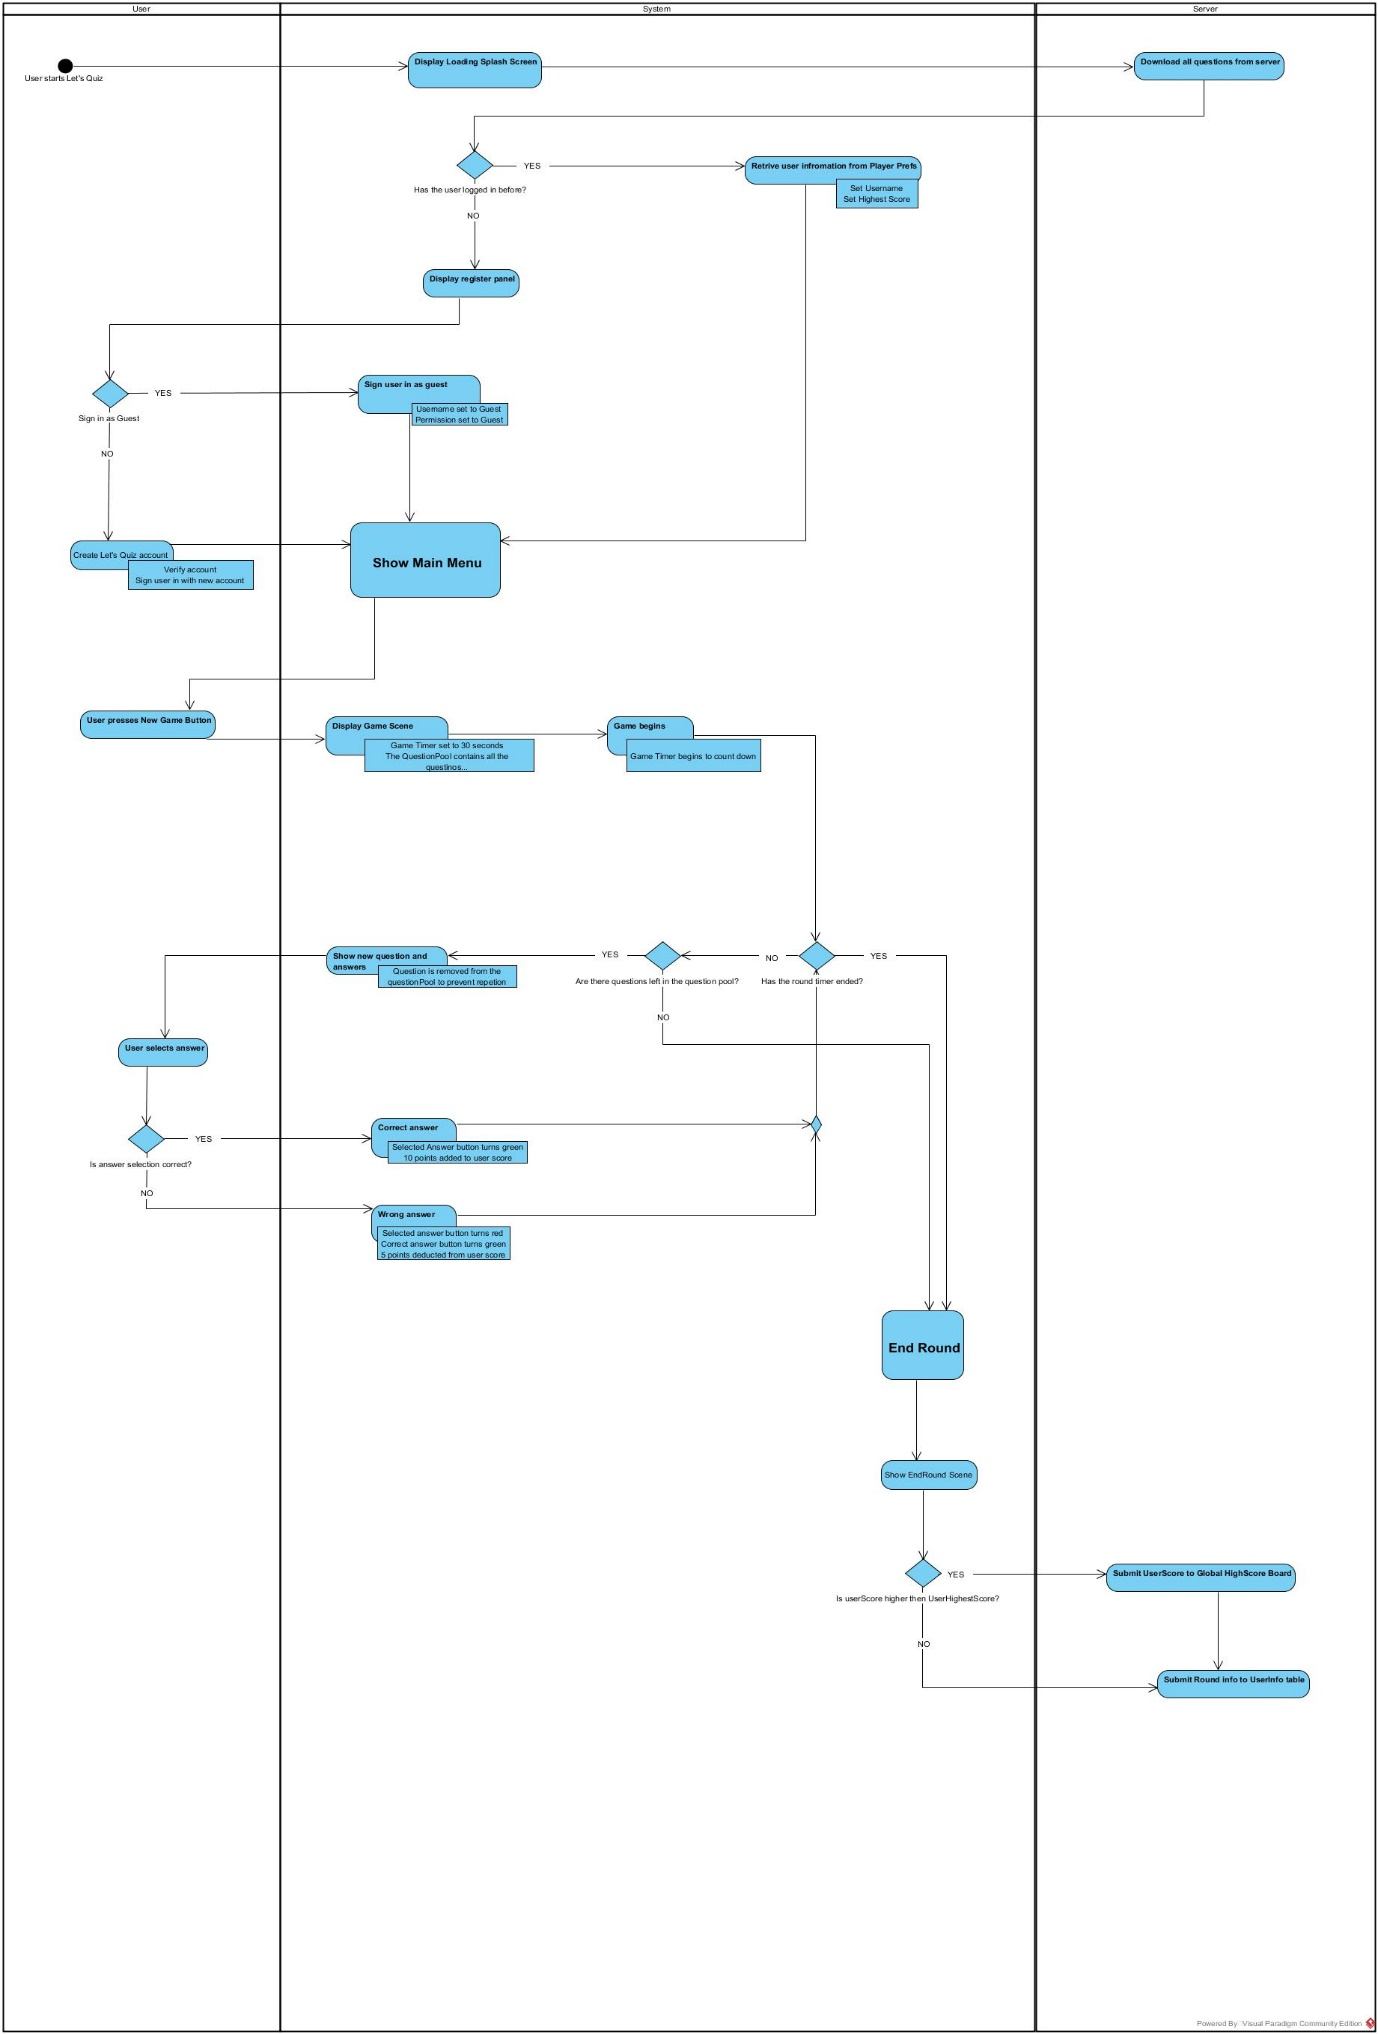 User
System
Server
User starts Let's Quiz
Display Loading Splash Screen
Download all questions from server
Has the user logged in before?
YES
NO
Retrive user infromation from Player Prefs
Set Username
Set Highest Score
Display register panel
Sign in as Guest
YES
NO
Sign user in as guest
Username set to Guest
Permission set to Guest
Create Let's Quiz account
Verify account
Sign user in with new account
Show Main Menu
User presses New Game Button
Display Game Scene
Game Timer set to 30 seconds
The QuestionPool contains all the
questinos...
Game begins
Game Timer begins to count down
Show new question and
answers
Question is removed from the
questionPool to prevent repetion
YES
Are there questions left in the question pool?
NO
NO
Has the round timer ended?
YES
User selects answer
Is answer selection correct?
YES
NO
Correct answer
Selected Answer button turns green
10 points added to user score
Wrong answer
Selected answer button turns red
Correct answer button turns green
5 points deducted from user score
End Round
Show EndRound Scene
YES
Is userScore higher then UserHighestScore?
NO
Submit UserScore to Global HighScore Board
Submit Round info to UserInfo table
Powered By Visual Paradigm Community Edition